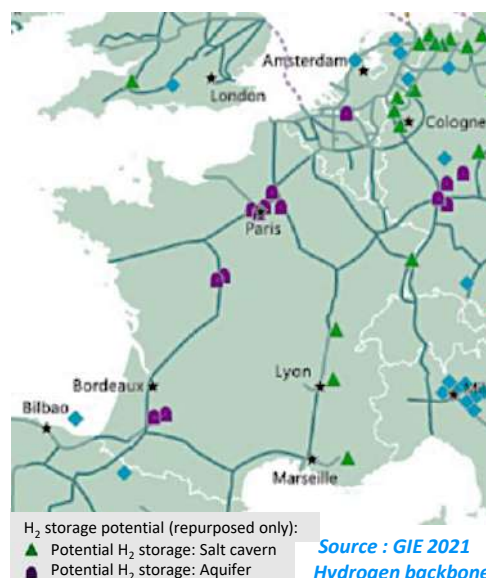 Amsterdam
London
Cologne
Paris
Bordeaux
Lyon
Bilbao
Marseille
H2 storage potential (repurposed only):
Potential H2 storage: Salt cavern
Potential H2 storage: Aquifer
Source : GIE 2021
Hydrogen backbone